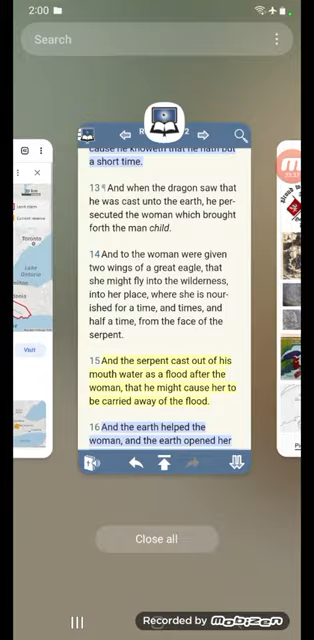 2:00
Search
cause he knoweth that he hath but
a short time.
13 ¶ And when the dragon saw that
he was cast unto the earth, he per-
secuted the woman which brought
forth the man child.
14 And to the woman were given
two wings of a great eagle, that
she might fly into the wilderness,
into her place, where she is nour-
ished for a time, and times, and
half a time, from the face of the
serpent.
15 And the serpent cast out of his
mouth water as a flood after the
woman, that he might cause her to
be carried away of the flood.
16 And the earth helped the
woman, and the earth opened her
Toronto
Lake
Ontario
Visit
Close all
Recorded by
Mobizen